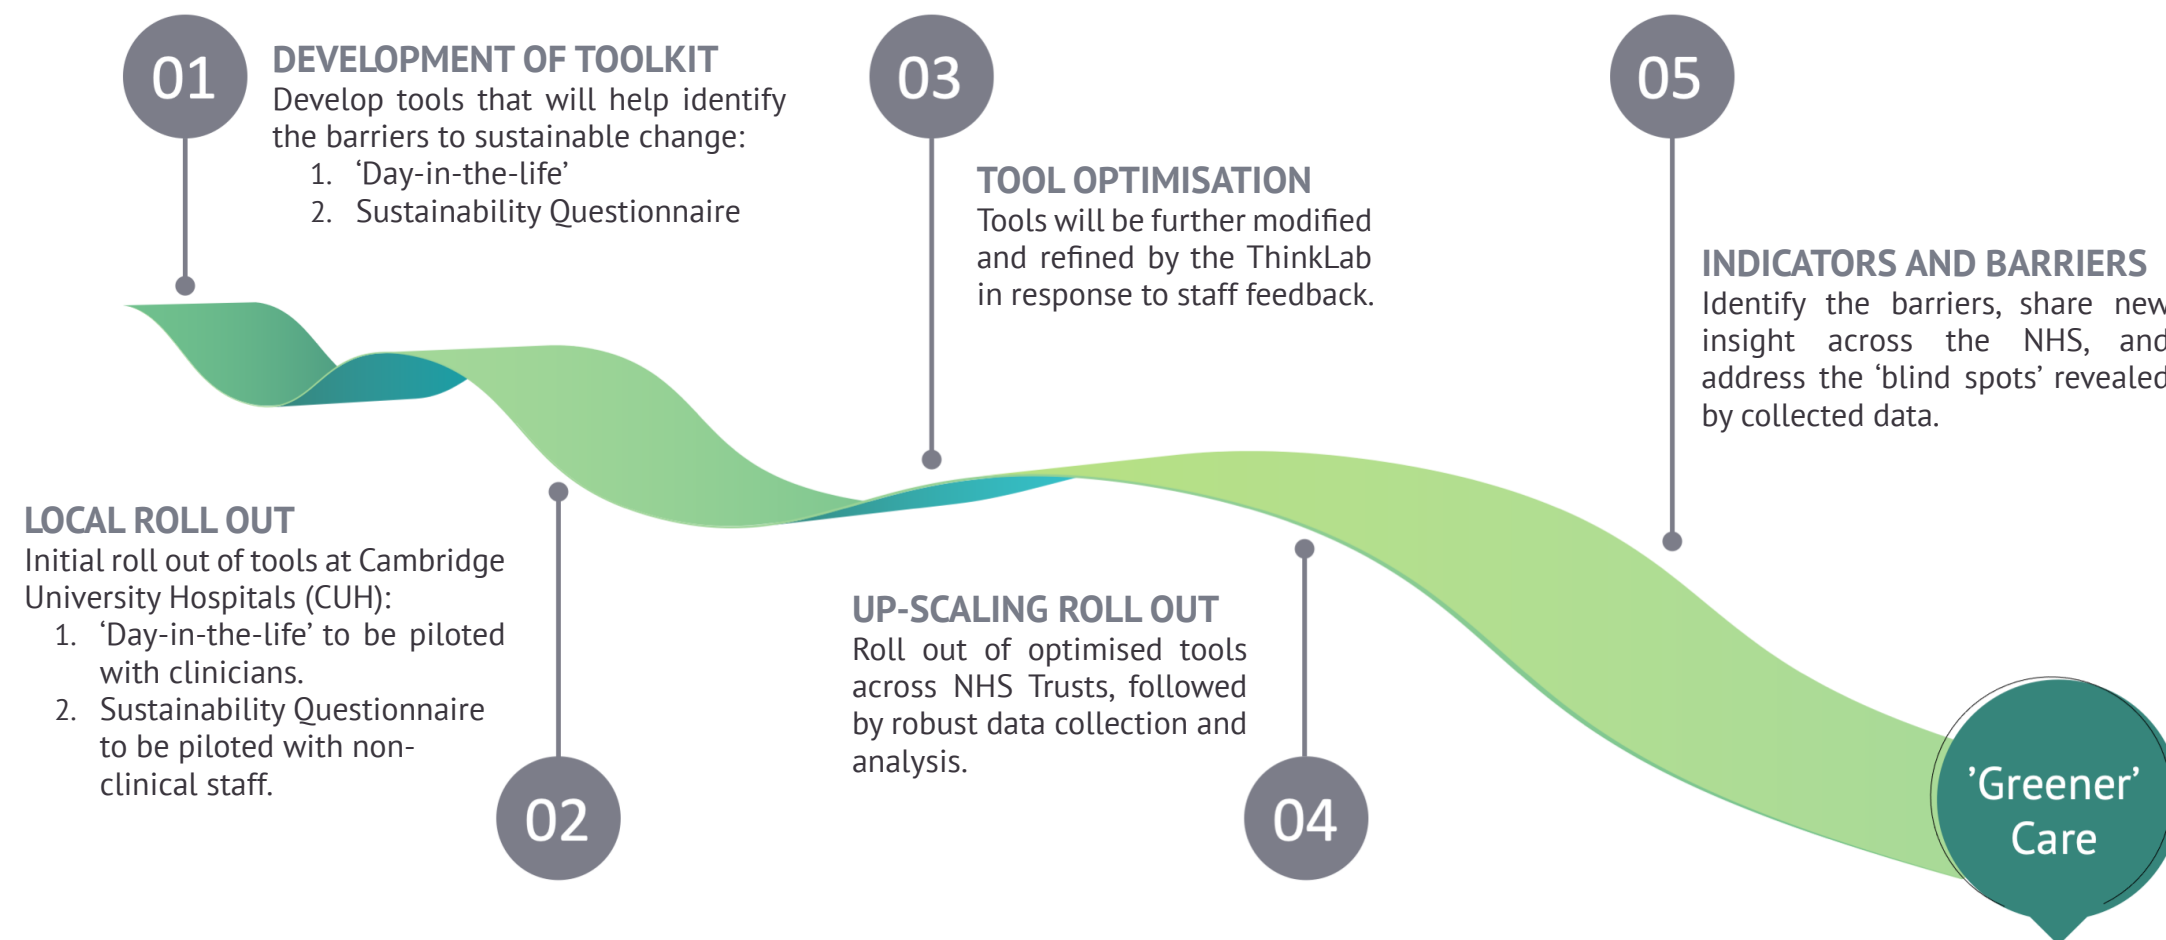 01
DEVELOPMENT OF TOOLKIT
Develop tools that will help identify
the barriers to sustainable change:
1. ‘Day-in-the-life’
2. Sustainability Questionnaire
LOCAL ROLL OUT
Initial roll out of tools at Cambridge
University Hospitals (CUH):
1. ‘Day-in-the-life’ to be piloted
with clinicians.
2. Sustainability Questionnaire
to be piloted with non-
clinical staff.
02
03
TOOL OPTIMISATION
Tools will be further modified
and refined by the ThinkLab
in response to staff feedback.
UP-SCALING ROLL OUT
Roll out of optimised tools
across NHS Trusts, followed
by robust data collection and
analysis.
04
05
INDICATORS AND BARRIERS
Identify the barriers, share new
insight across the NHS, and
address the ‘blind spots’ revealed
by collected data.
’Greener’
Care